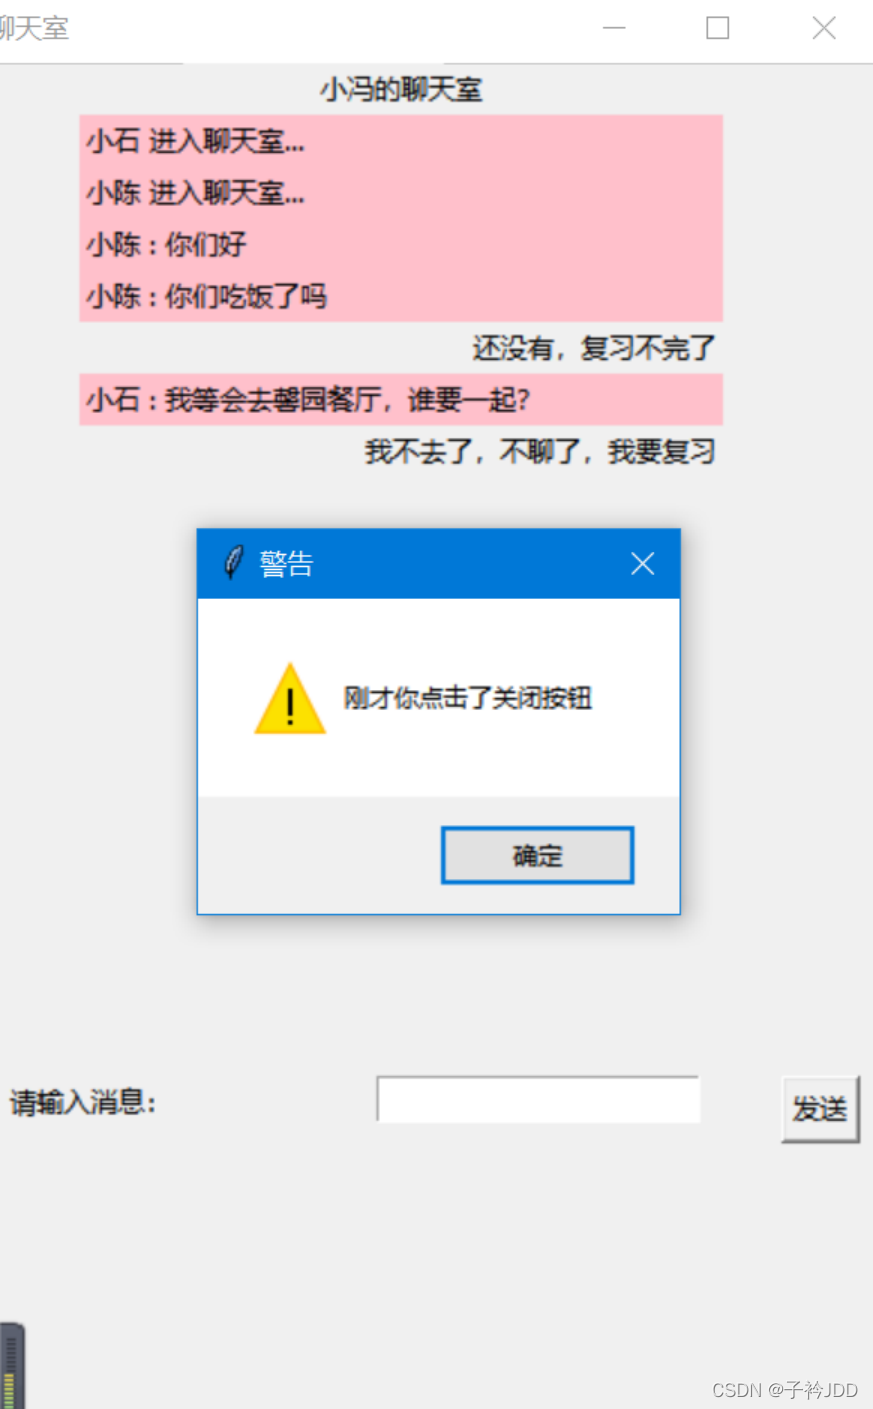 聊天室
小冯的聊天室
小石 进入聊天室...
小陈 进入聊天室...
小陈 : 你们好
小陈 : 你们吃饭了吗
还没有，复习不完了
小石 : 我等会去馨园餐厅，谁要一起?
我不去了，不聊了，我要复习
警告
刚才你点击了关闭按钮
确定
请输入消息：
发送
CSDN @子衿JDD